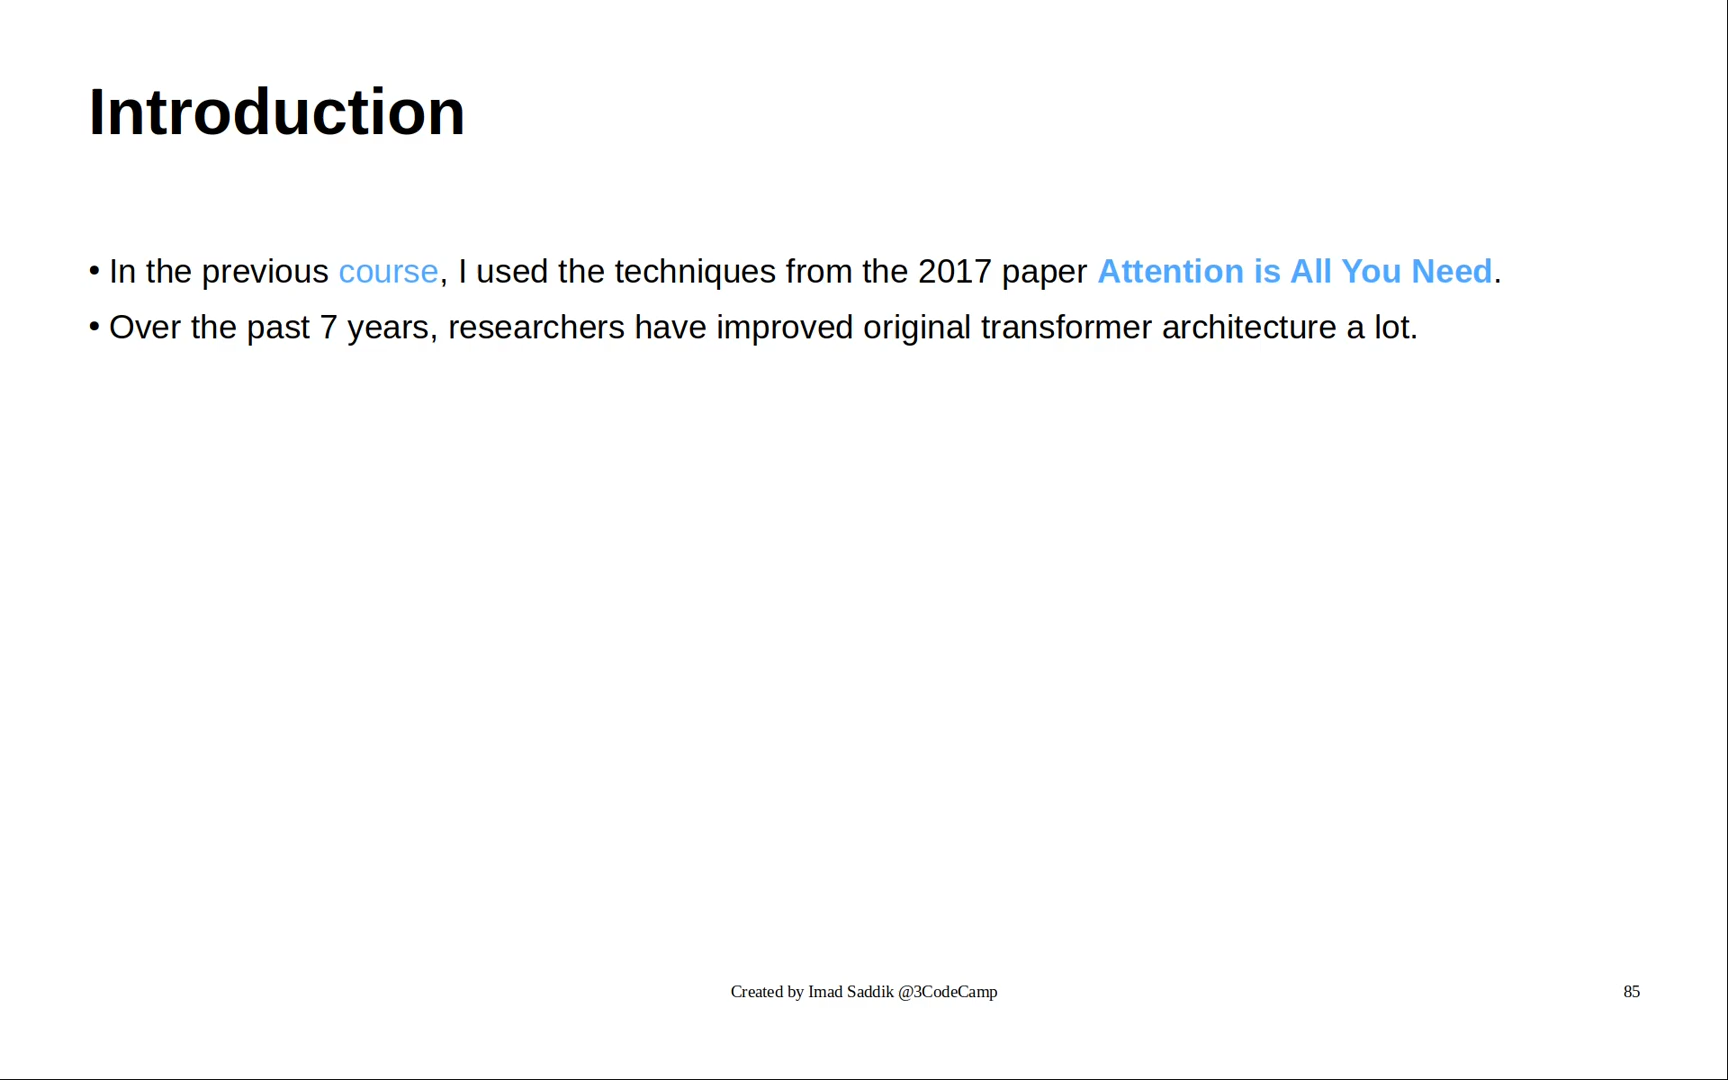 Introduction
• In the previous course, I used the techniques from the 2017 paper Attention is All You Need.
• Over the past 7 years, researchers have improved original transformer architecture a lot.
Created by Imad Saddik @3CodeCamp
85